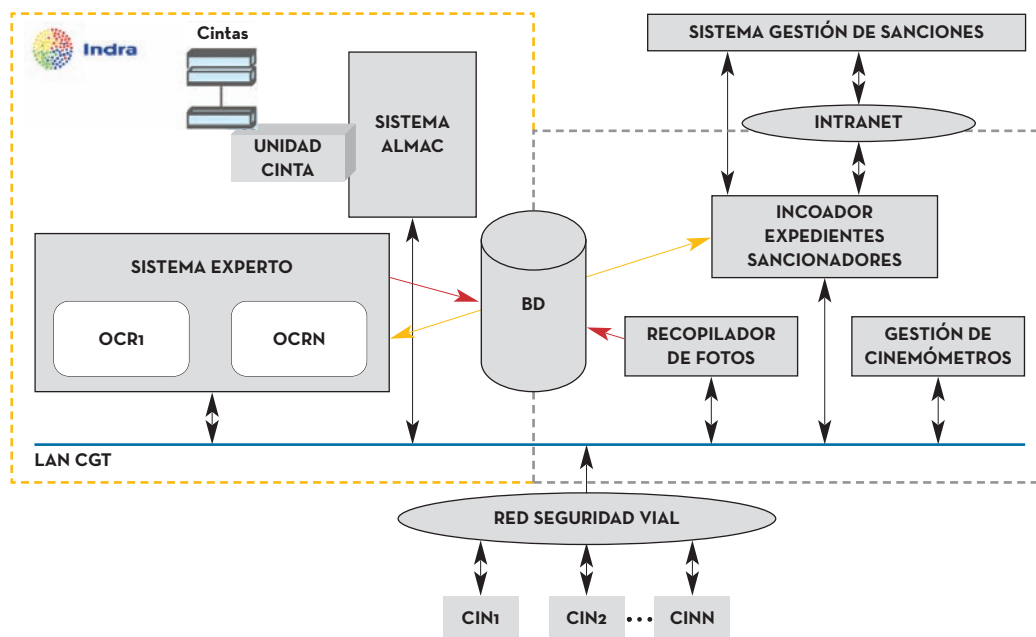 Indra
Cintas
UNIDAD
CINTA
SISTEMA
ALMAC
SISTEMA GESTIÓN DE SANCIONES
INTRANET
INCOADOR
EXPEDIENTES
SANCIONADORES
SISTEMA EXPERTO
OCR1
OCRN
BD
RECOPILADOR
DE FOTOS
GESTIÓN DE
CINEMÓMETROS
LAN CGT
RED SEGURIDAD VIAL
CIN1
CIN2
...
CINN